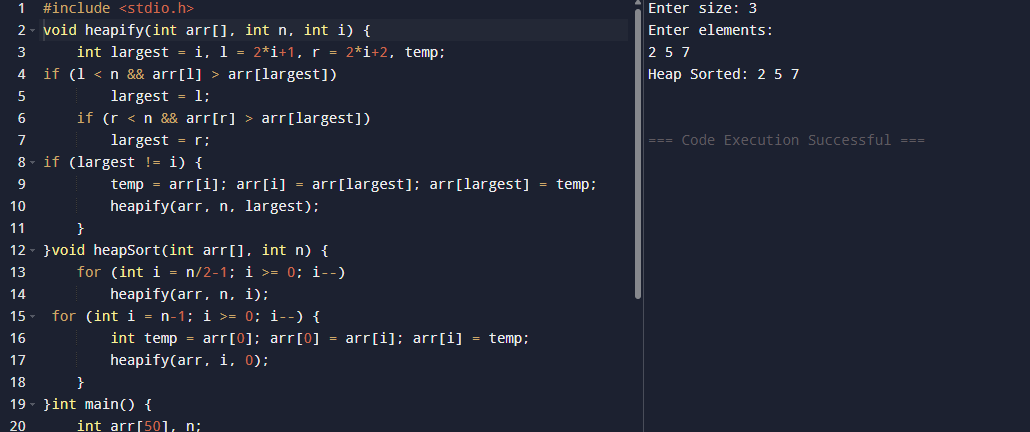 1 #include <stdio.h>
2 void heapify(int arr[], int n, int i) {
3 int largest = i, l = 2*i+1, r = 2*i+2, temp;
4 if (l < n && arr[l] > arr[largest])
5 largest = l;
6 if (r < n && arr[r] > arr[largest])
7 largest = r;
8 if (largest != i) {
9 temp = arr[i]; arr[i] = arr[largest]; arr[largest] = temp;
10 heapify(arr, n, largest);
11 }
12 }void heapSort(int arr[], int n) {
13 for (int i = n/2-1; i >= 0; i--)
14 heapify(arr, n, i);
15 for (int i = n-1; i >= 0; i--) {
16 int temp = arr[0]; arr[0] = arr[i]; arr[i] = temp;
17 heapify(arr, i, 0);
18 }
19 }int main() {
20 int arr[50], n;
Enter size: 3
Enter elements:
2 5 7
Heap Sorted: 2 5 7
=== Code Execution Successful ===